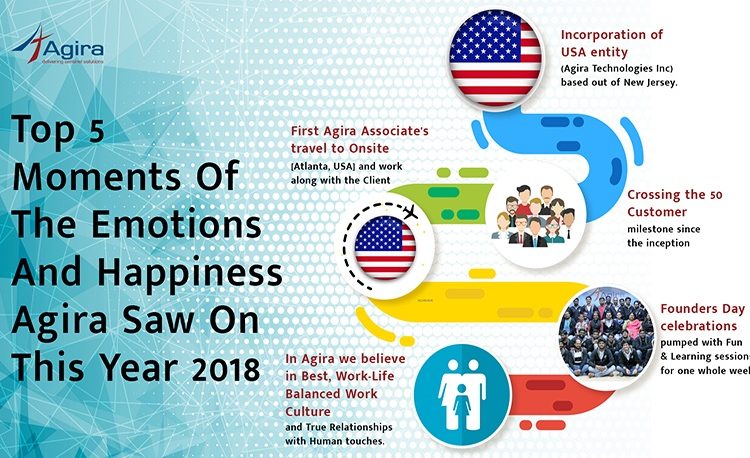 Agira
delivering smarter solutions
Top 5
Moments Of
The Emotions
And Happiness
Agira Saw On
This Year 2018
Incorporation of
USA entity
(Agira Technologies Inc)
based out of New Jersey.
First Agira Associate's
travel to Onsite
[Atlanta, USA] and work
along with the Client
Crossing the 50
Customer
milestone since
the inception
Founders Day
celebrations
pumped with Fun
& Learning session
for one whole wee
In Agira we believe
in Best, Work-Life
Balanced Work
Culture
and True Relationships
with Human touches.